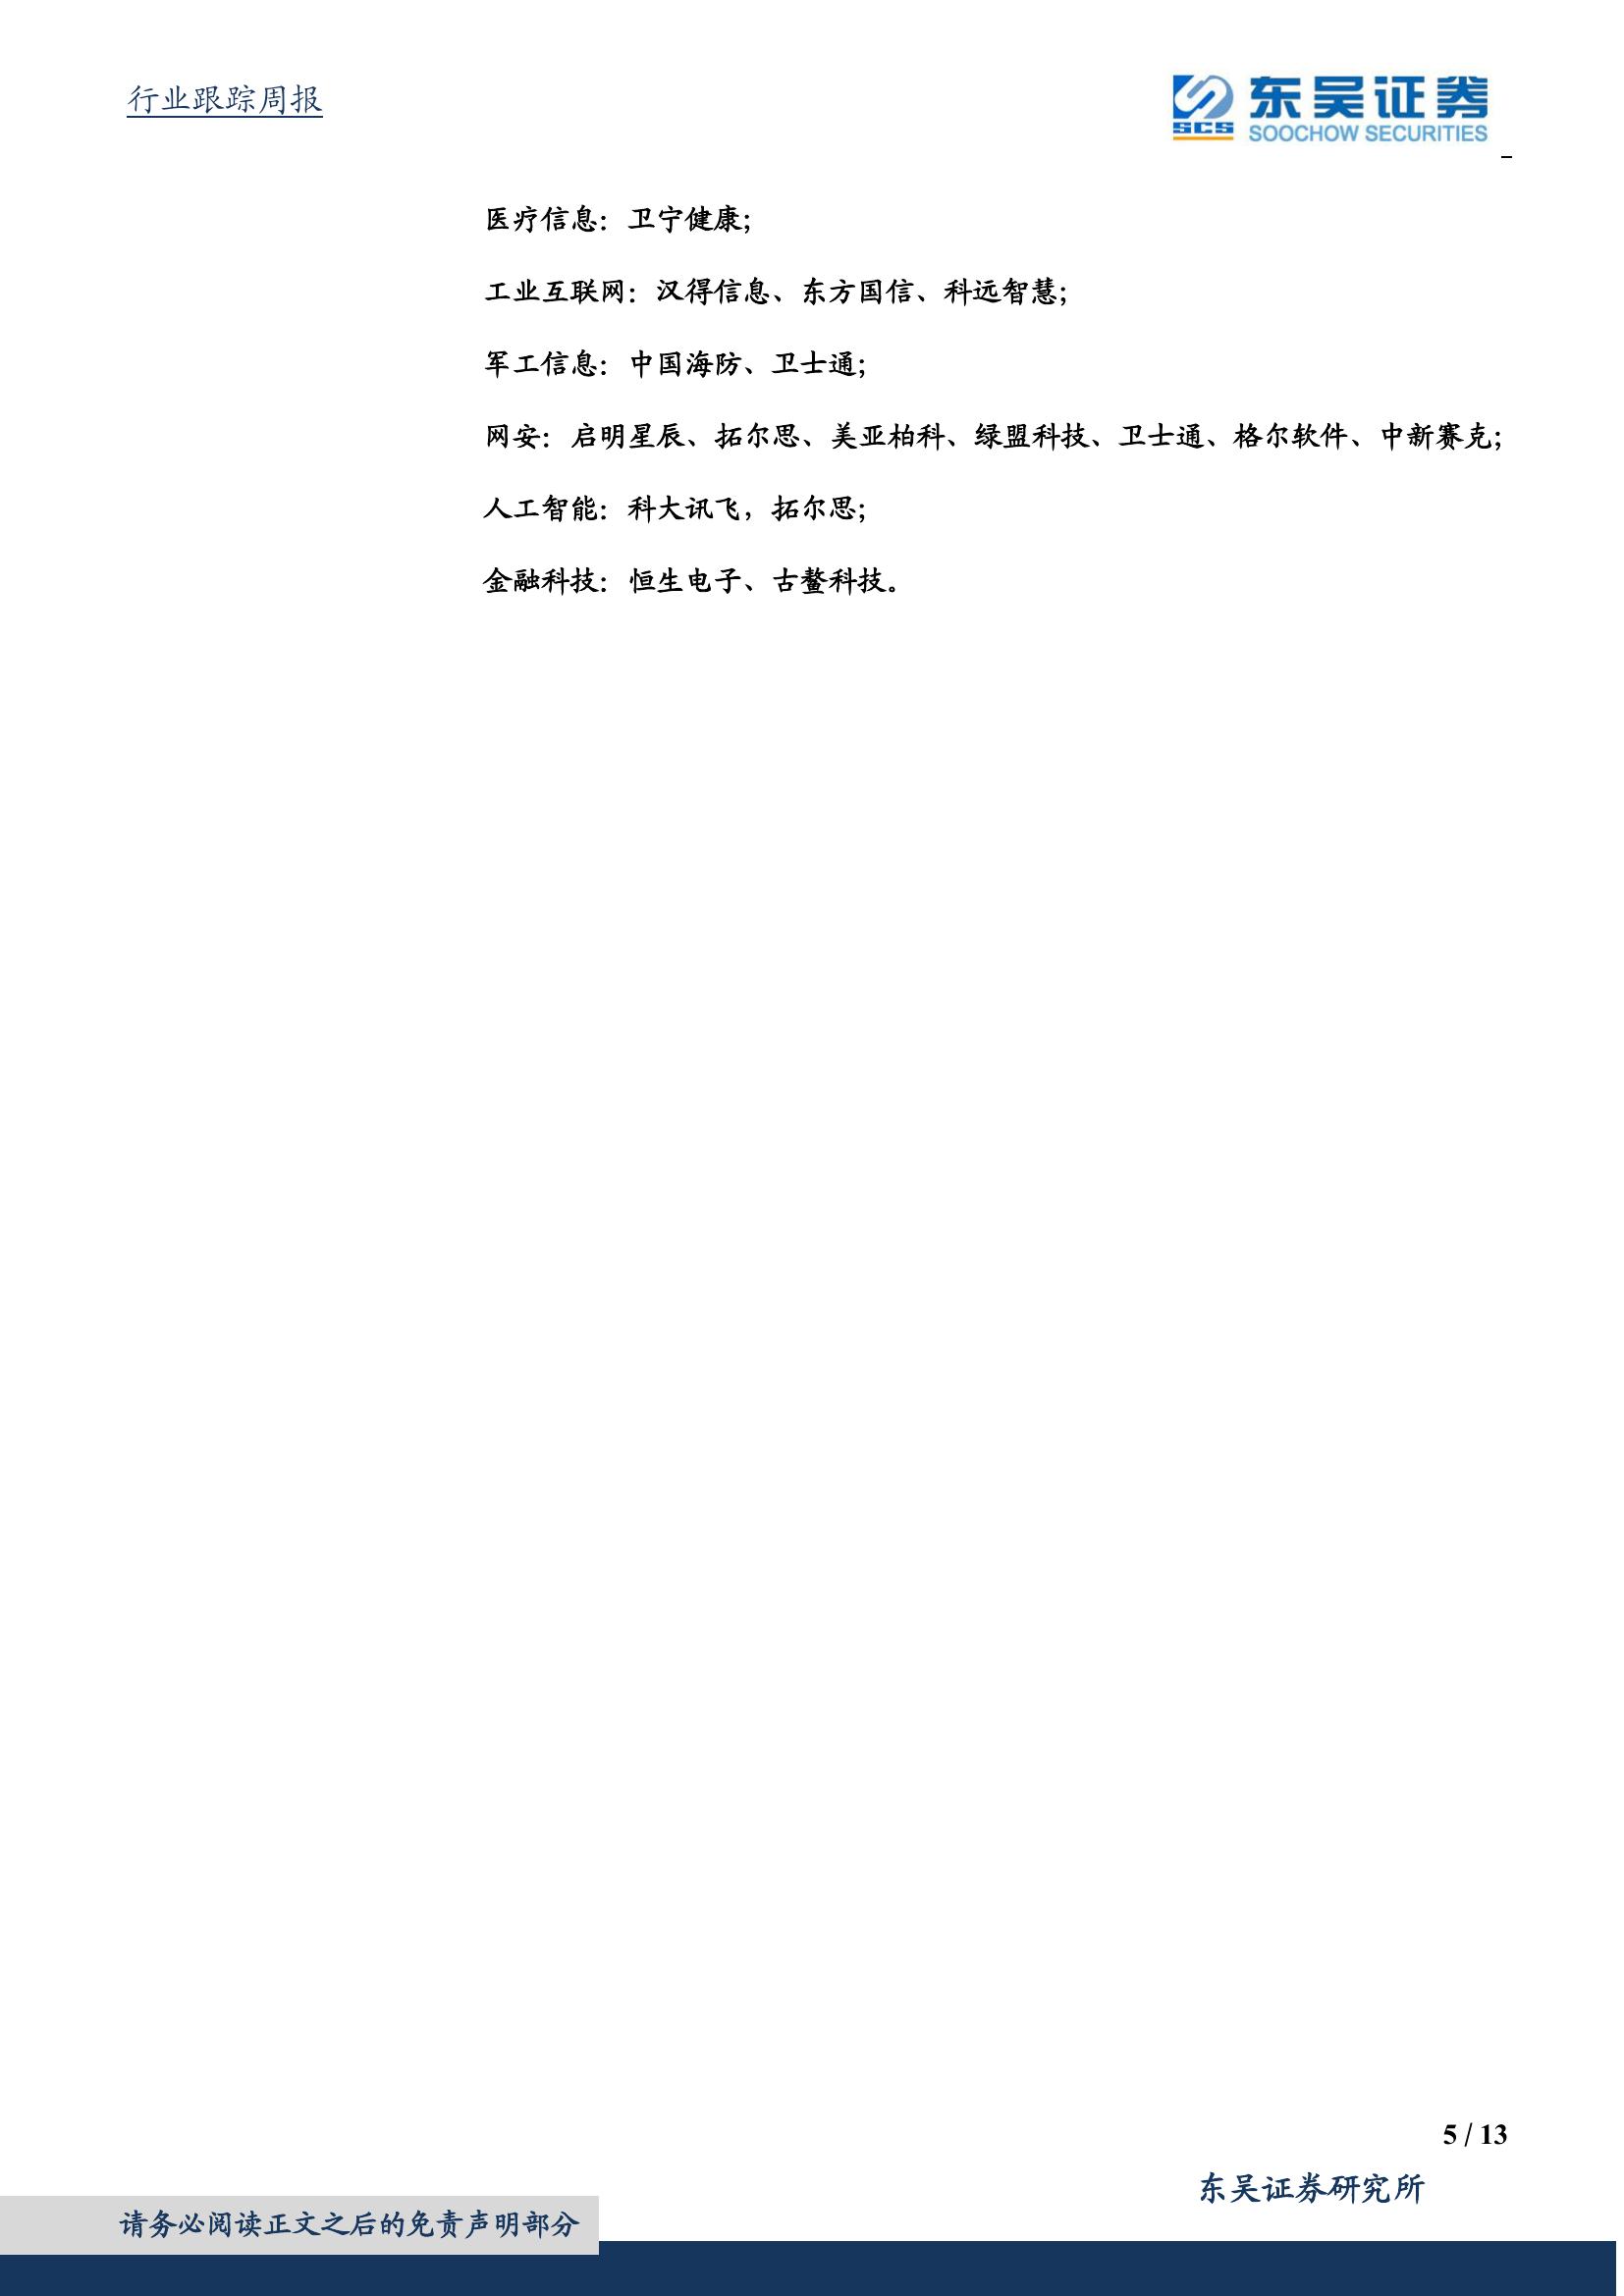 行业跟踪周报
东吴证券
SCS
SOOCHOW SECURITIES
医疗信息：卫宁健康；
工业互联网：汉得信息、东方国信、科远智慧；
军工信息：中国海防、卫士通；
网安：启明星辰、拓尔思、美亚柏科、绿盟科技、卫士通、格尔软件、中新赛克；
人工智能：科大讯飞，拓尔思；
金融科技：恒生电子、古鳌科技。
5 / 13
东吴证券研究所
请务必阅读正文之后的免责声明部分